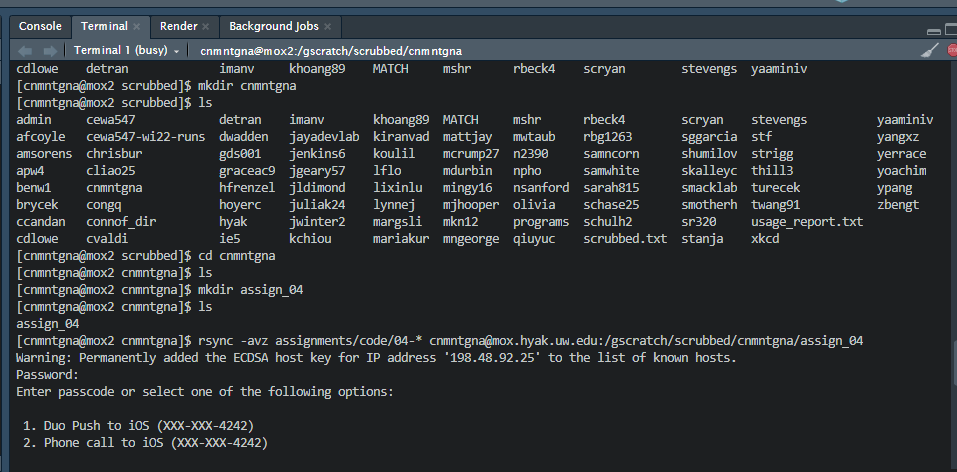 Console Terminal × Render × Background Jobs ×
Terminal 1 (busy) cnmntgna@mox2:/gscratch/scrubbed/cnmntgna
cdlowe detran imanv khoang89 MATCH mshr rbeck4 scryan stevengs yaaminiv
[cnmntgna@mox2 scrubbed]$ mkdir cnmntgna
[cnmntgna@mox2 scrubbed]$ ls
admin cewa547 detran imanv khoang89 MATCH mshr rbeck4 scryan stevengs yaaminiv
afcoyle cewa547-wi22-runs dwadden jayadevlab kiranvad mattjay mwtaub rbg1263 sggarcia stf yangxz
amsorens chrisbur gds001 jenkins6 koulil mcrump27 n2390 samncorn shumilov strigg yerrace
apw4 cliao25 graceac9 jgeary57 lflo mdurbin npho samwhite skalleyc thill3 yoachim
benw1 cnmntgna hfrenzel jldimond lixinlu mingy16 nsanford sarah815 smacklab turecek ypang
brycek congq hoyerc juliak24 lynnej mjhooper olivia schase25 smotherh twang91 zbengt
ccandan connof_dir hyak jwinter2 margsli mkn12 programs schulh2 sr320 usage_report.txt
cdlowe cvaldi ie5 kchiou mariakur mngeorge qiuyuc scrubbed.txt stanja xkcd
[cnmntgna@mox2 scrubbed]$ cd cnmntgna
[cnmntgna@mox2 cnmntgna]$ ls
[cnmntgna@mox2 cnmntgna]$ mkdir assign_04
[cnmntgna@mox2 cnmntgna]$ ls
assign_04
[cnmntgna@mox2 cnmntgna]$ rsync -avz assignments/code/04-* cnmntgna@mox.hyak.uw.edu:/gscratch/scrubbed/cnmntgna/assign_04
Warning: Permanently added the ECDSA host key for IP address '198.48.92.25' to the list of known hosts.
Password:
Enter passcode or select one of the following options:
1. Duo Push to iOS (XXX-XXX-4242)
2. Phone call to iOS (XXX-XXX-4242)